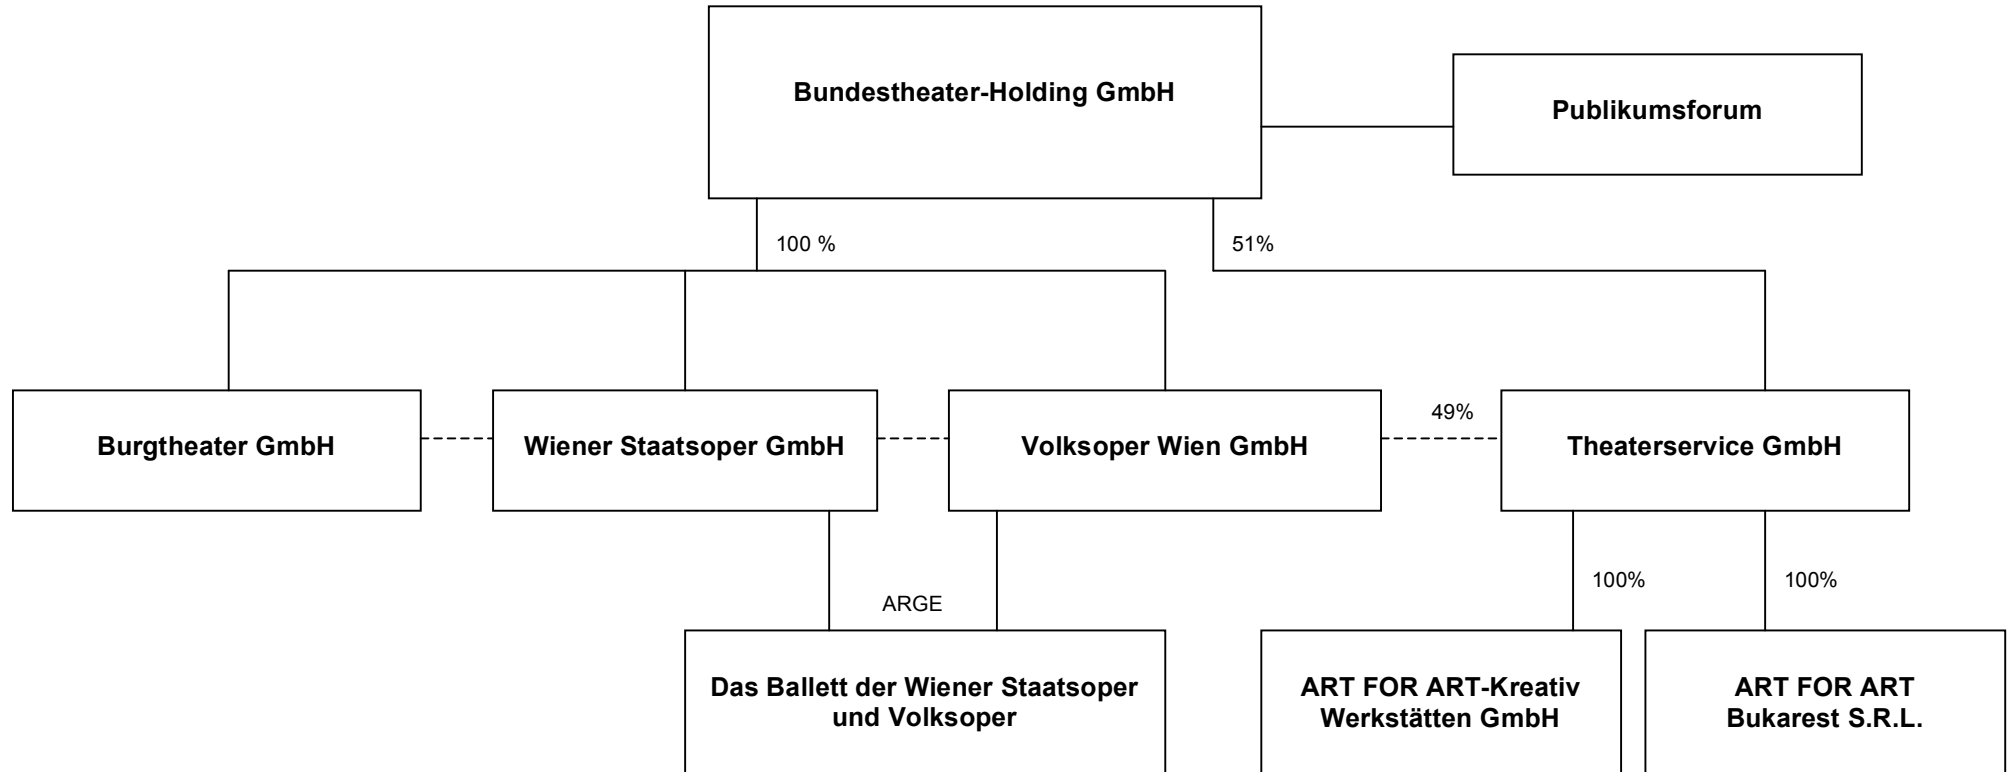 Bundestheater-Holding GmbH
Publikumsforum
100 %
51%
49%
Burgtheater GmbH
Wiener Staatsoper GmbH
Volksoper Wien GmbH
Theaterservice GmbH
100%
100%
ARGE
Das Ballett der Wiener Staatsoper
und Volksoper
ART FOR ART-Kreativ
Werkstätten GmbH
ART FOR ART
Bukarest S.R.L.